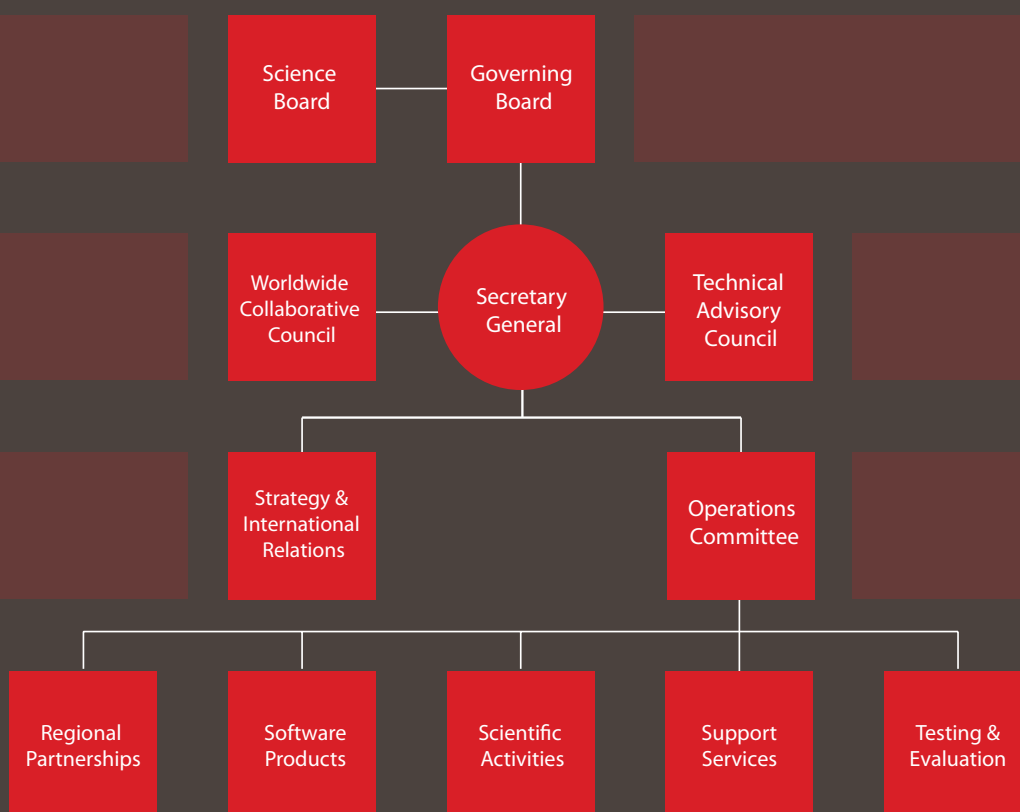 Science
Board
Governing
Board
Worldwide
Collaborative
Council
Secretary
General
Technical
Advisory
Council
Strategy &
International
Relations
Operations
Committee
Regional
Partnerships
Software
Products
Scientific
Activities
Support
Services
Testing &
Evaluation